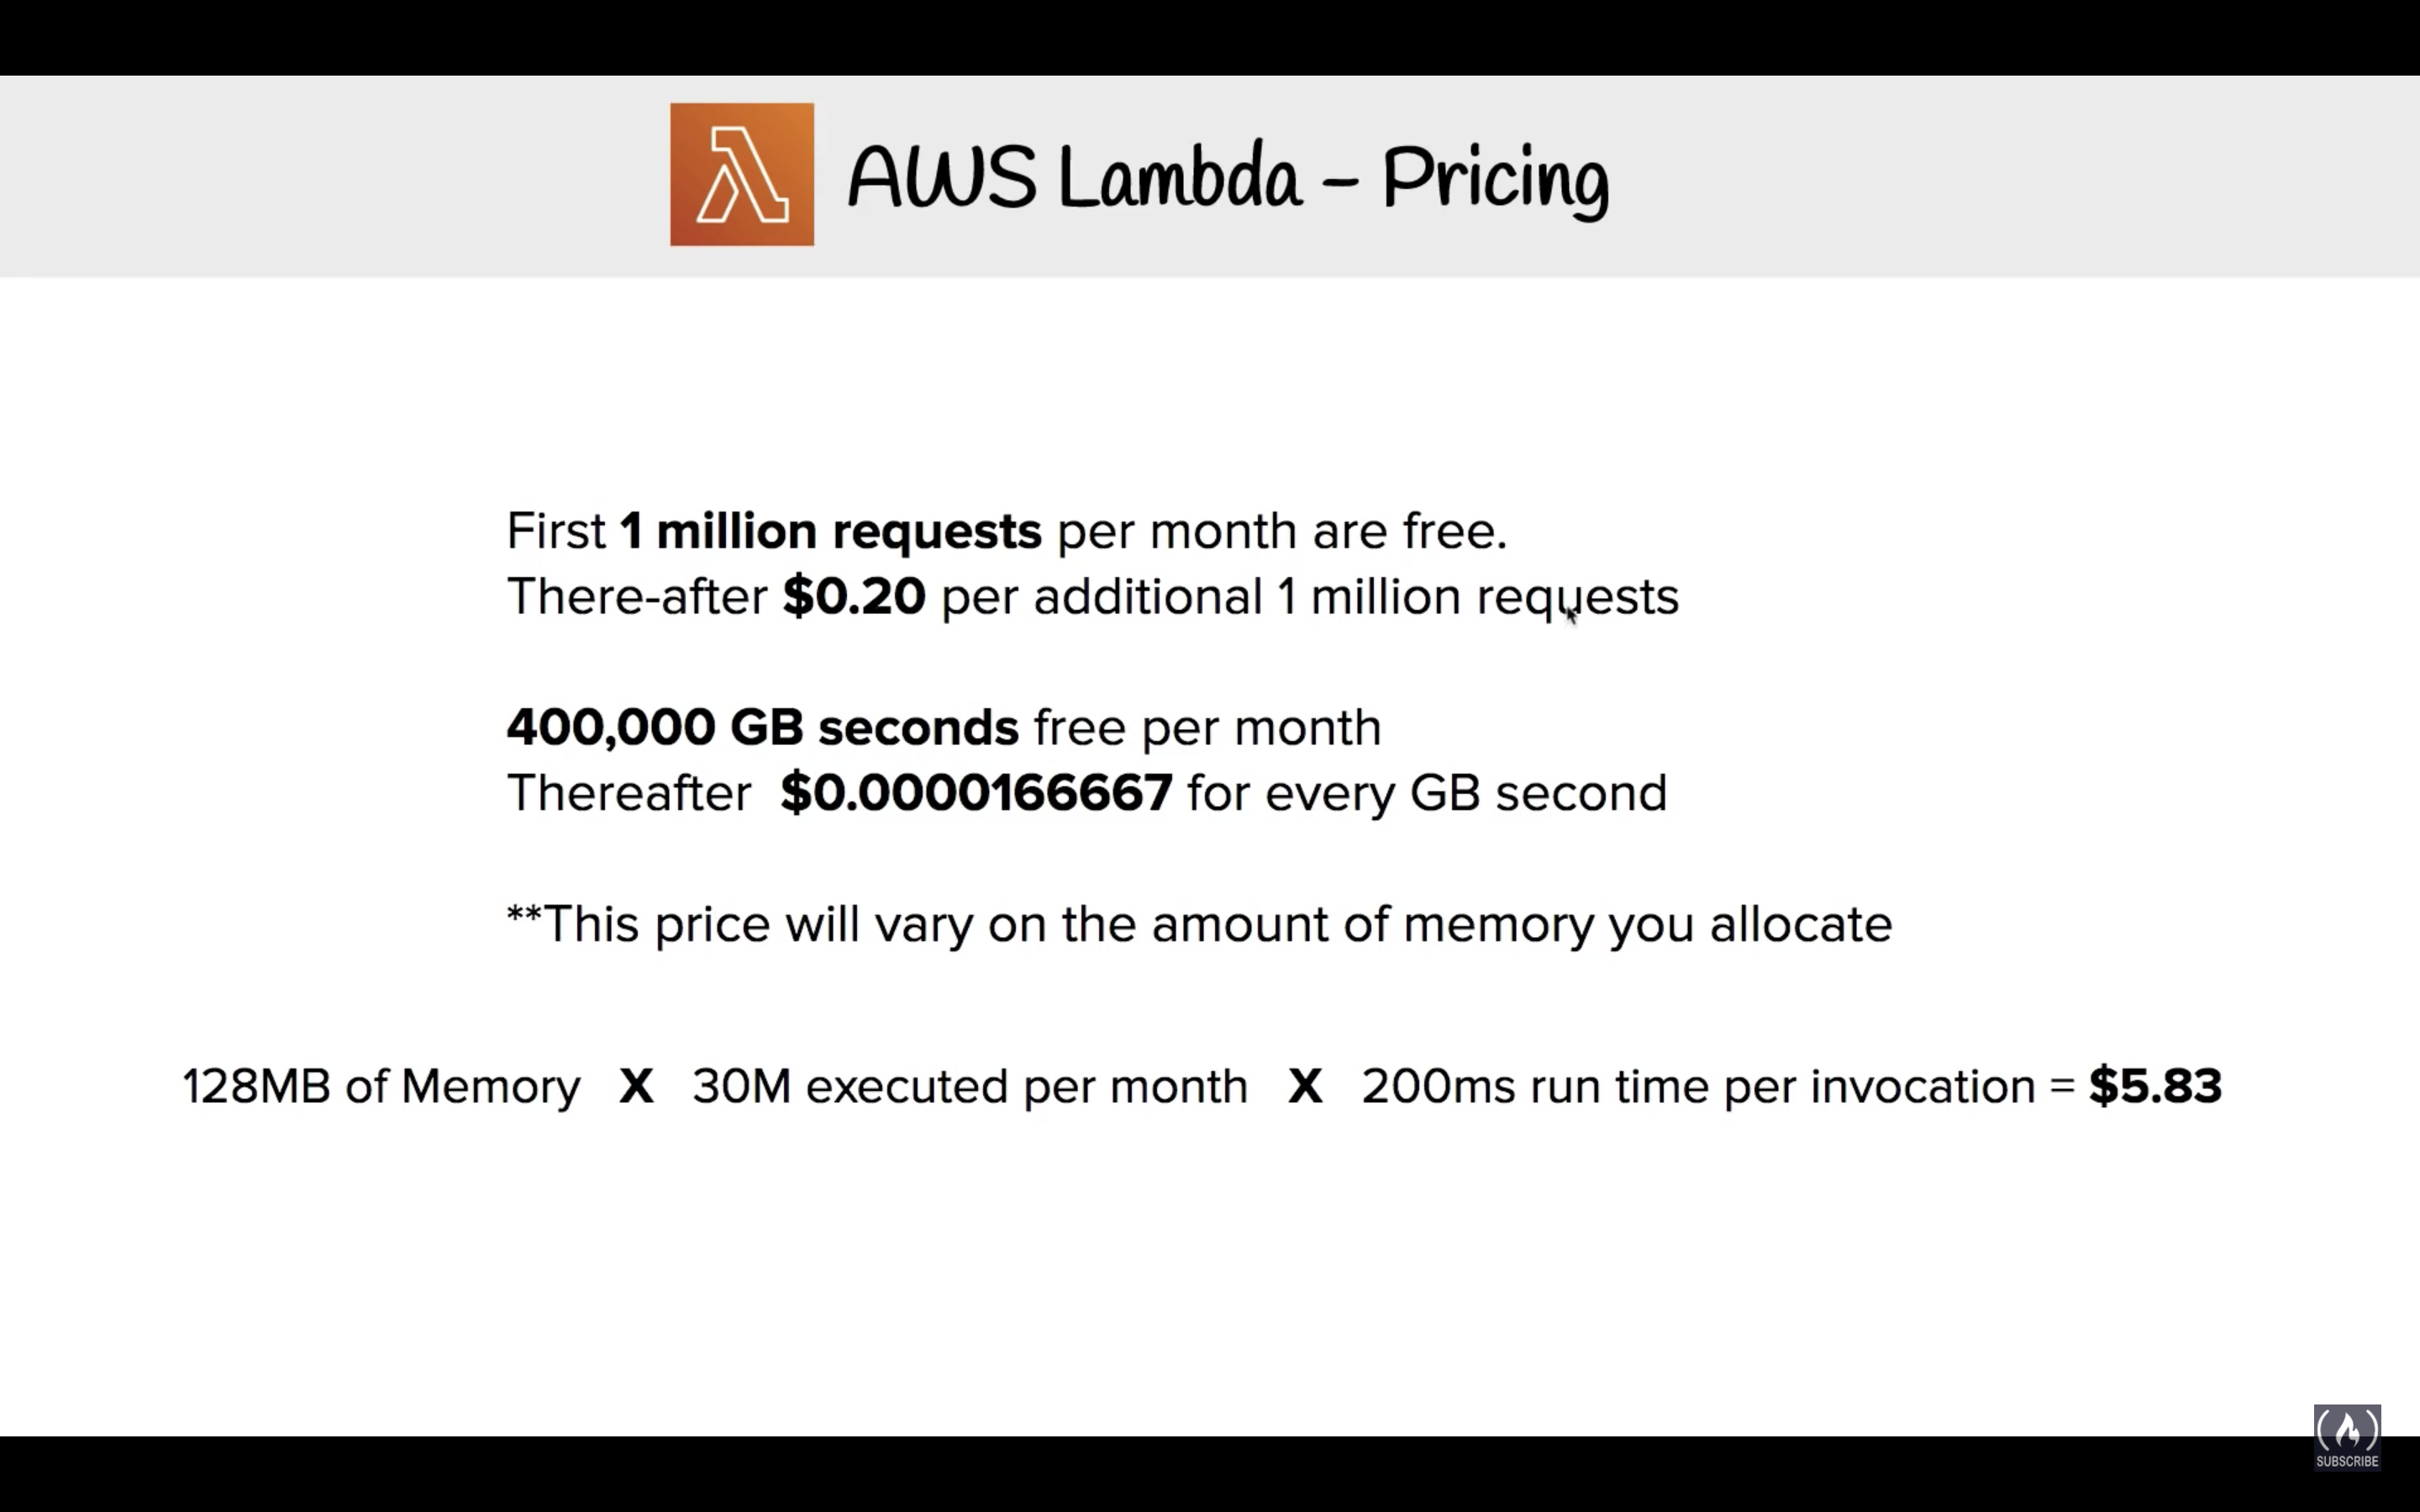 AWS Lambda – Pricing
First 1 million requests per month are free.
There-after $0.20 per additional 1 million requests
400,000 GB seconds free per month
Thereafter $0.0000166667 for every GB second
**This price will vary on the amount of memory you allocate
128MB of Memory X 30M executed per month X 200ms run time per invocation = $5.83
SUBSCRIBE